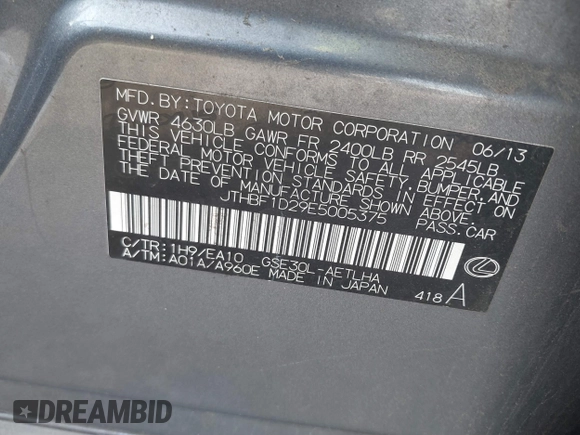 MFD.BY:TOYOTA MOTOR CORPORATION 06/13
GVWR 4630LB GAWR FR 2400LB RR 2545LB
THIS VEHICLE CONFORMS TO ALL APPLICABLE
FEDERAL MOTOR VEHICLE SAFETY,BUMPER,AND
THEFT PREVENTION STANDARDS IN EFFECT ON
THE DATE OF MANUFACTURE SHOWN ABOVE.
JTHBF1D29E5005375 PASS.CAR
C/TR:1H9/EA10 GSE30L-AETLHA
A/TM:A01A/A960E MADE IN JAPAN 418A
DREAMBID